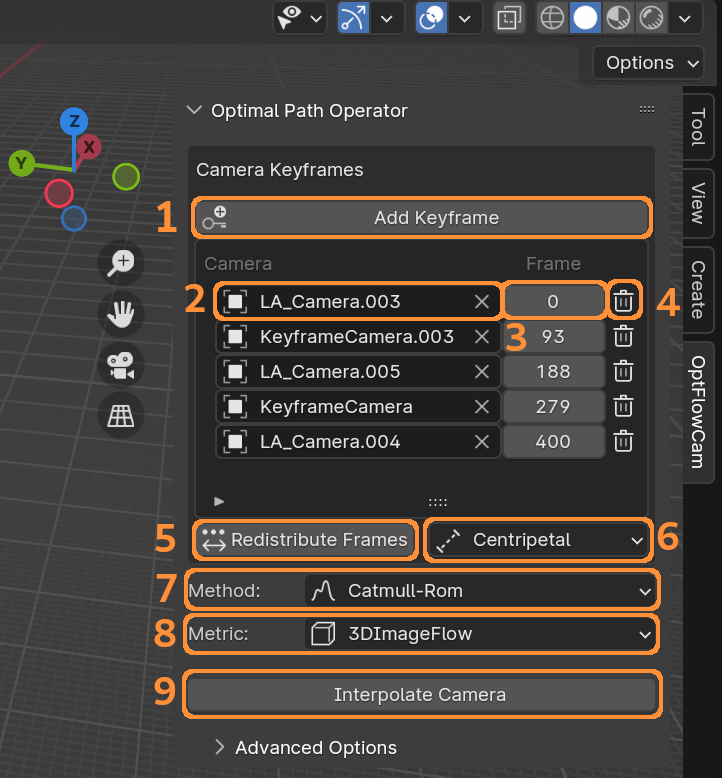 Options
Optimal Path Operator
Tool
Z
X
Y
Camera Keyframes
View
1 Add Keyframe
Camera Frame
Create
2 LA_Camera.003 0 4
KeyframeCamera.003 3 93
LA_Camera.005 188
KeyframeCamera 279
OptFlowCam
LA_Camera.004 400
5 Redistribute Frames Centripetal 6
7 Method: Catmull-Rom
8 Metric: 3DImageFlow
9 Interpolate Camera
Advanced Options